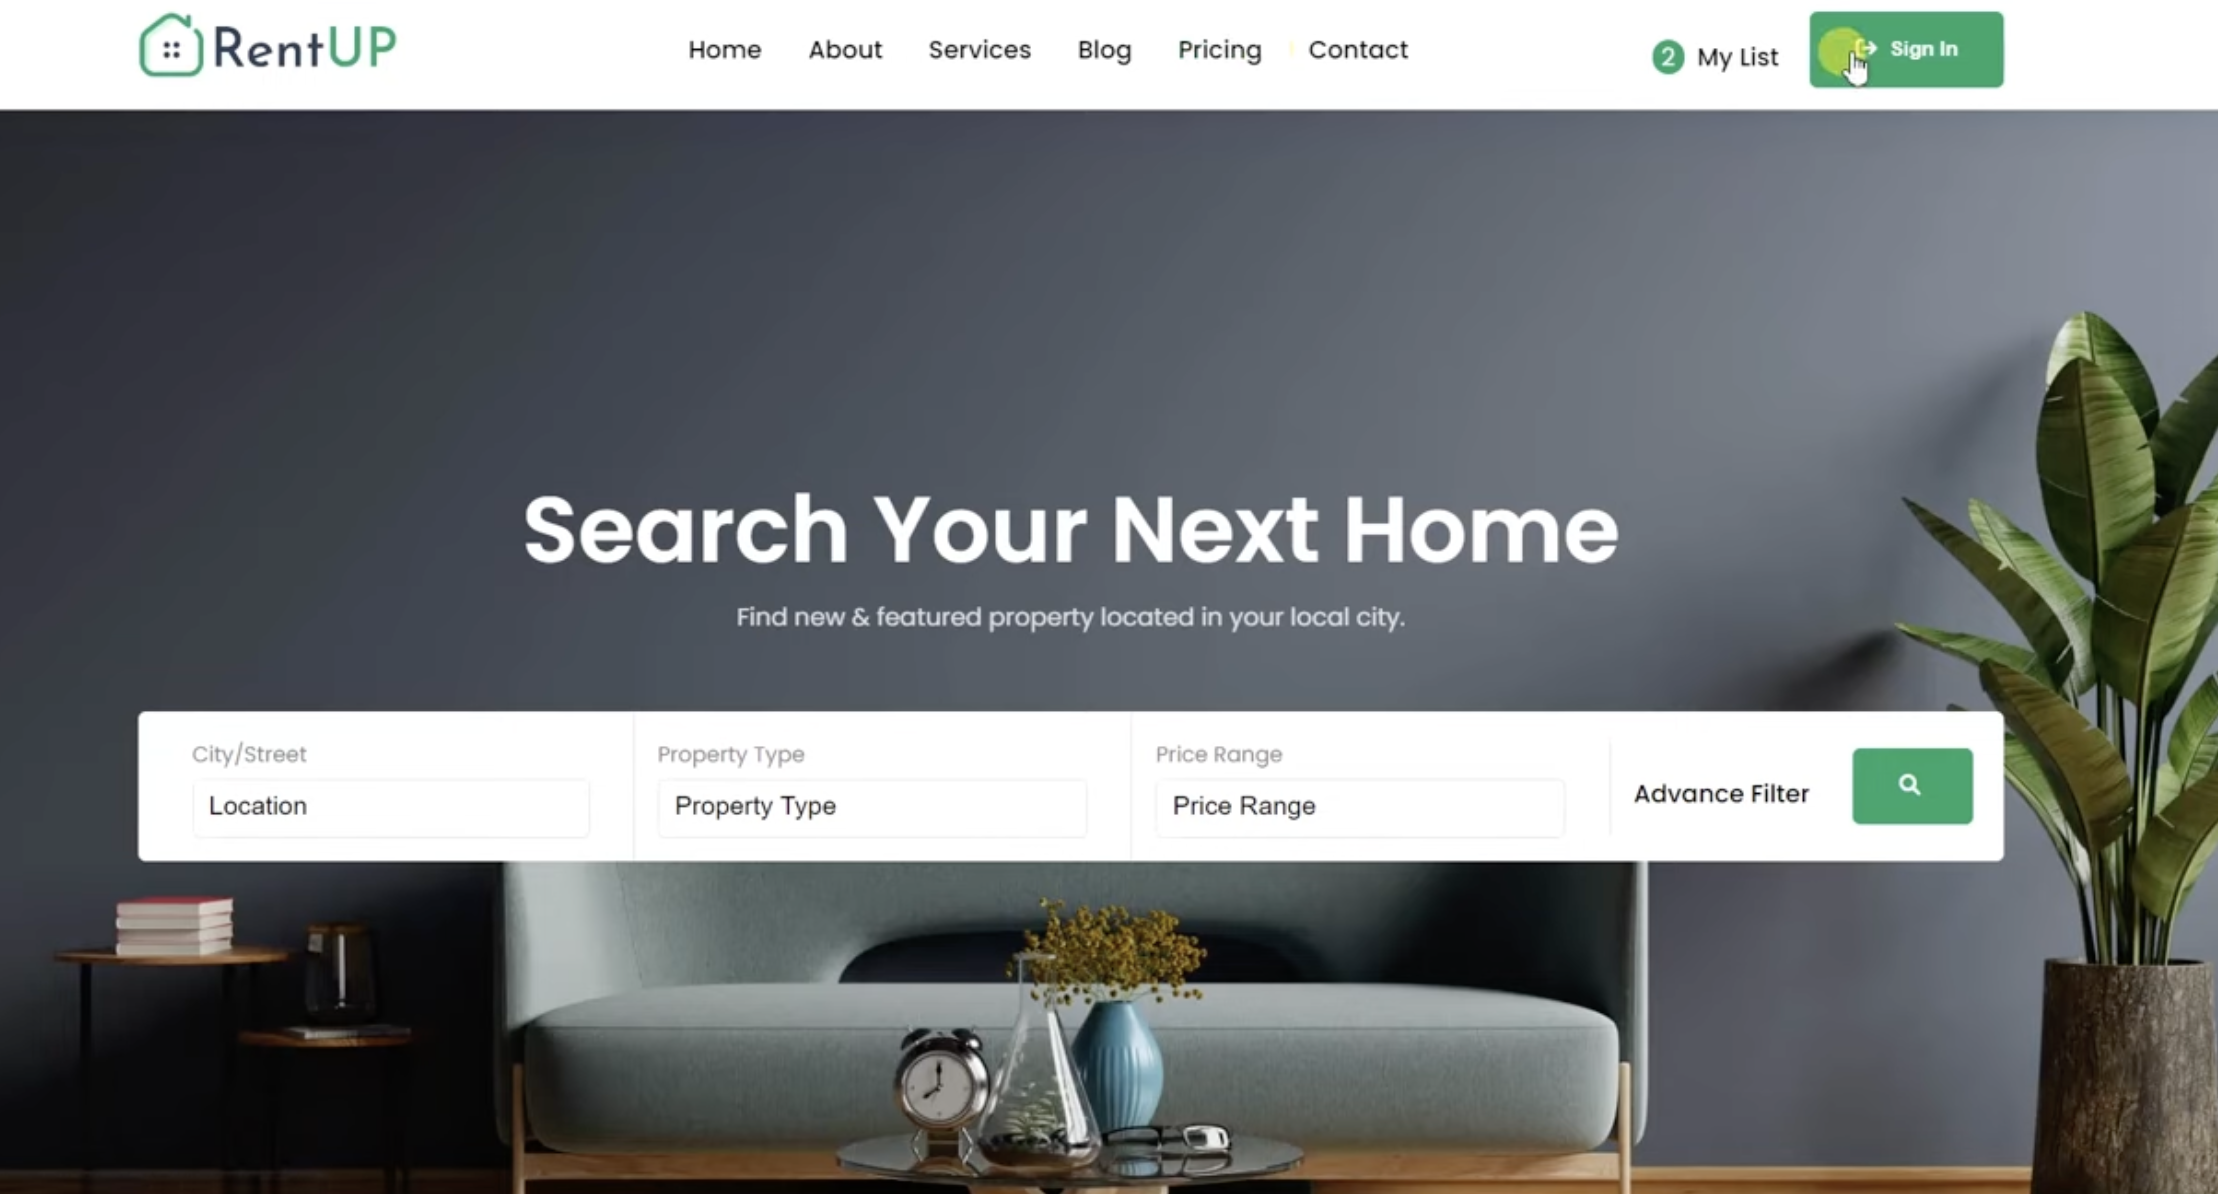 RentUP
Home About Services Blog Pricing Contact
2 My List
Sign In
Search Your Next Home
Find new & featured property located in your local city.
City/Street
Location
Property Type
Property Type
Price Range
Price Range
Advance Filter